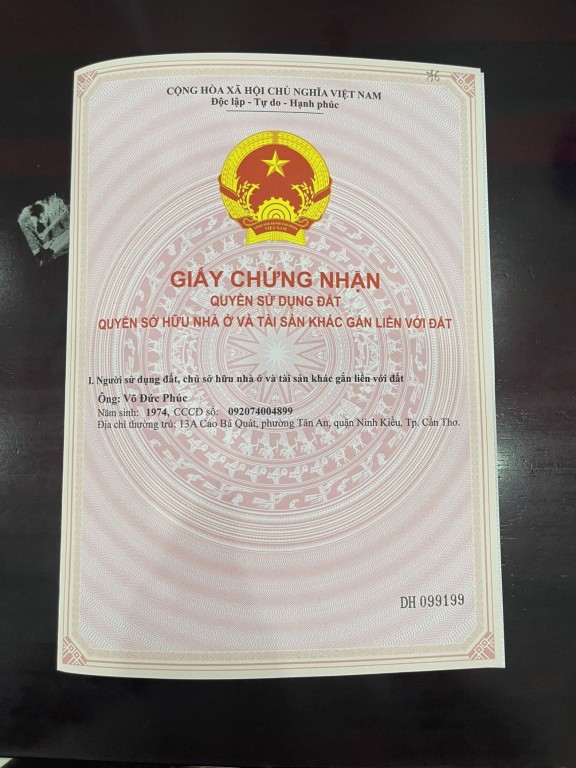 76
CỘNG HÒA XÃ HỘI CHỦ NGHĨA VIỆT NAM
Độc lập - Tự do - Hạnh phúc
VIỆT NAM
GIẤY CHỨNG NHẬN
QUYỀN SỬ DỤNG ĐẤT
QUYỀN SỞ HỮU NHÀ Ở VÀ TÀI SẢN KHÁC GẮN LIỀN VỚI ĐẤT
I. Người sử dụng đất, chủ sở hữu nhà ở và tài sản khác gắn liền với đất
Ông: Võ Đức Phúc
Năm sinh: 1974, CCCD số: 092074004899
Địa chỉ thường trú: 13A Cao Bá Quát, phường Tân An, quận Ninh Kiều, Tp. Cần Thơ.
DH 099199